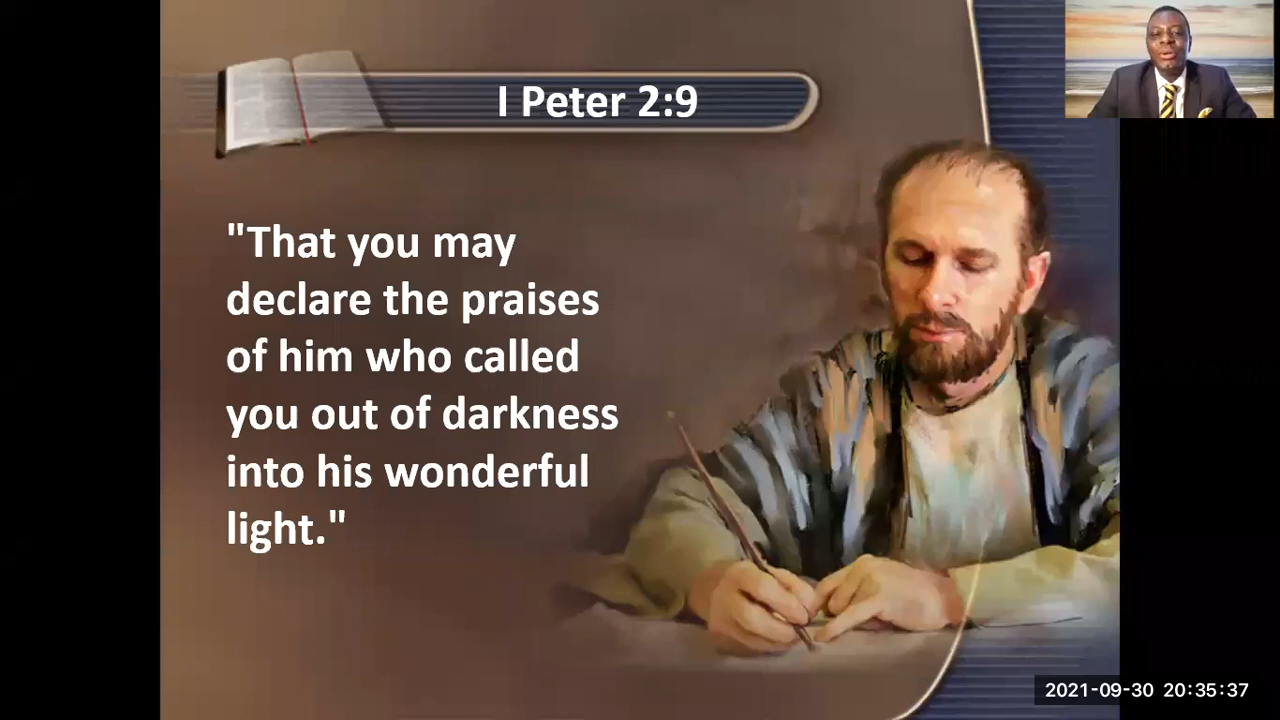 I Peter 2:9
"That you may
declare the praises
of him who called
you out of darkness
into his wonderful
light."
2021-09-30 20:35:37